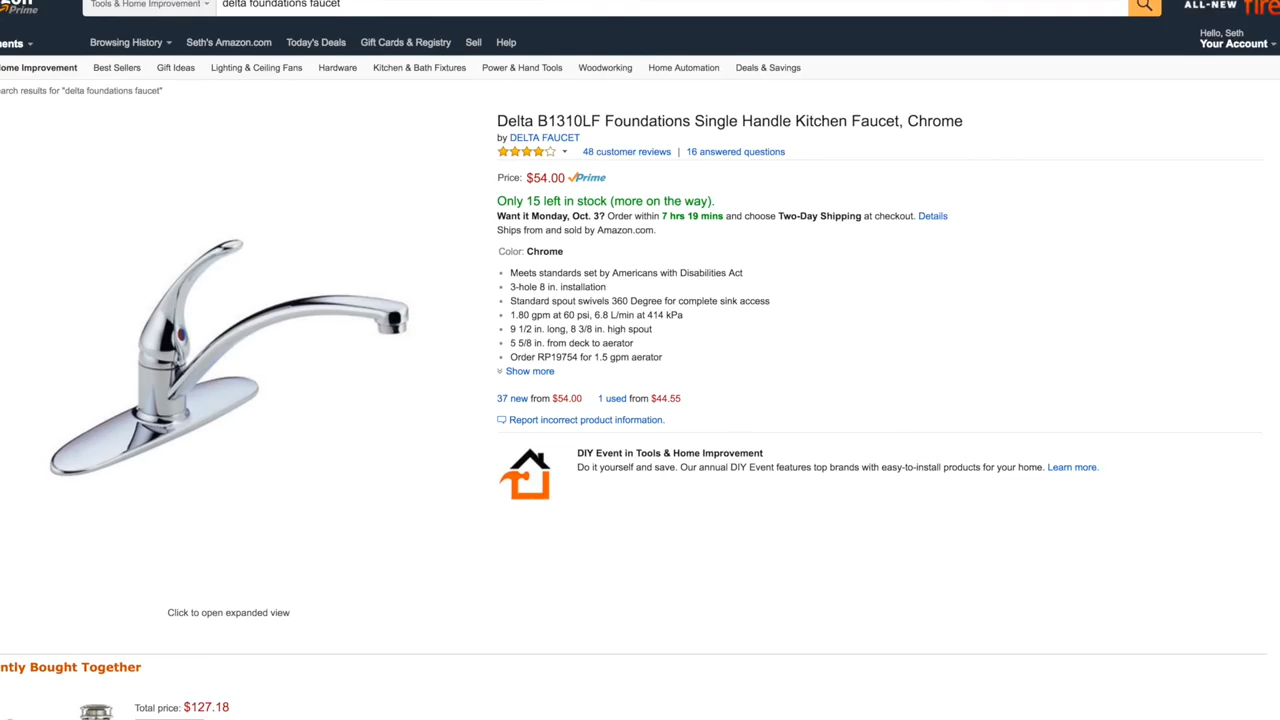 Prime
Tools & Home Improvement
delta foundations faucet
ALL-NEW fire
Browsing History
Seth's Amazon.com
Today's Deals
Gift Cards & Registry
Sell
Help
Hello, Seth
Your Account
ome Improvement
Best Sellers
Gift Ideas
Lighting & Ceiling Fans
Hardware
Kitchen & Bath Fixtures
Power & Hand Tools
Woodworking
Home Automation
Deals & Savings
arch results for "delta foundations faucet"
Delta B1310LF Foundations Single Handle Kitchen Faucet, Chrome
by DELTA FAUCET
48 customer reviews | 16 answered questions
Price: $54.00 Prime
Only 15 left in stock (more on the way).
Want it Monday, Oct. 3? Order within 7 hrs 19 mins and choose Two-Day Shipping at checkout. Details
Ships from and sold by Amazon.com.
Color: Chrome
Meets standards set by Americans with Disabilities Act
3-hole 8 in. installation
Standard spout swivels 360 Degree for complete sink access
1.80 gpm at 60 psi, 6.8 L/min at 414 kPa
9 1/2 in. long, 8 3/8 in. high spout
5 5/8 in. from deck to aerator
Order RP19754 for 1.5 gpm aerator
Show more
37 new from $54.00 1 used from $44.55
Report incorrect product information.
DIY Event in Tools & Home Improvement
Do it yourself and save. Our annual DIY Event features top brands with easy-to-install products for your home. Learn more.
Click to open expanded view
ntly Bought Together
Total price: $127.18